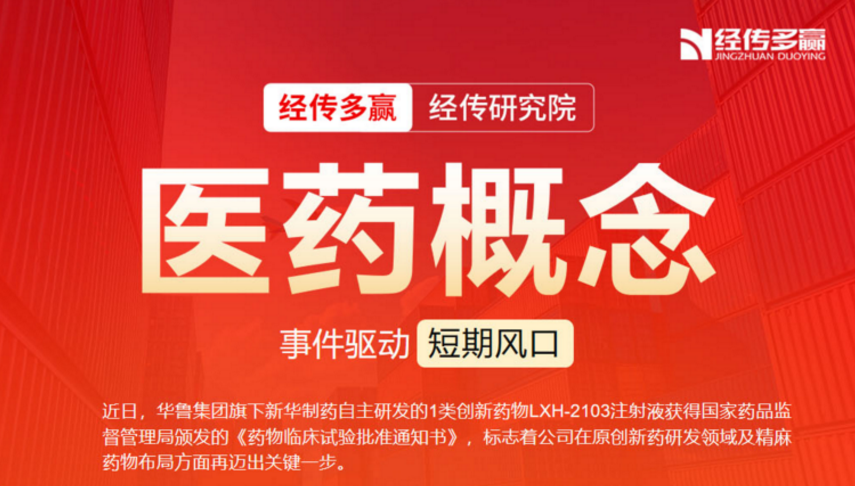 经传多赢
JINGZHUAN DUOYING
经传多赢 经传研究院
医药概念
事件驱动 短期风口
近日，华鲁集团旗下新华制药自主研发的1类创新药物LXH-2103注射液获得国家药品监
督管理局颁发的《药物临床试验批准通知书》，标志着公司在原创新药研发领域及精麻
药物布局方面再迈出关键一步。